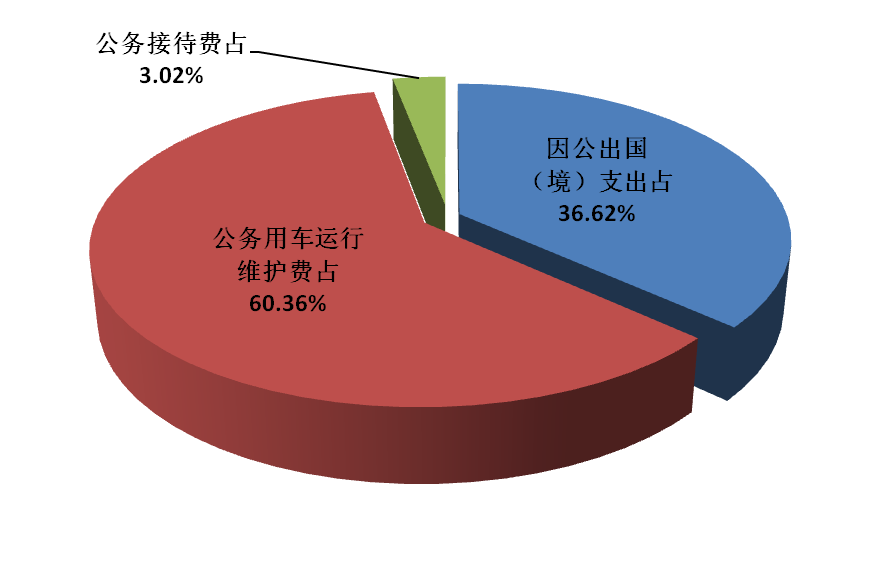 公务接待费占
3.02%
因公出国
（境）支出占
36.62%
公务用车运行
维护费占
60.36%